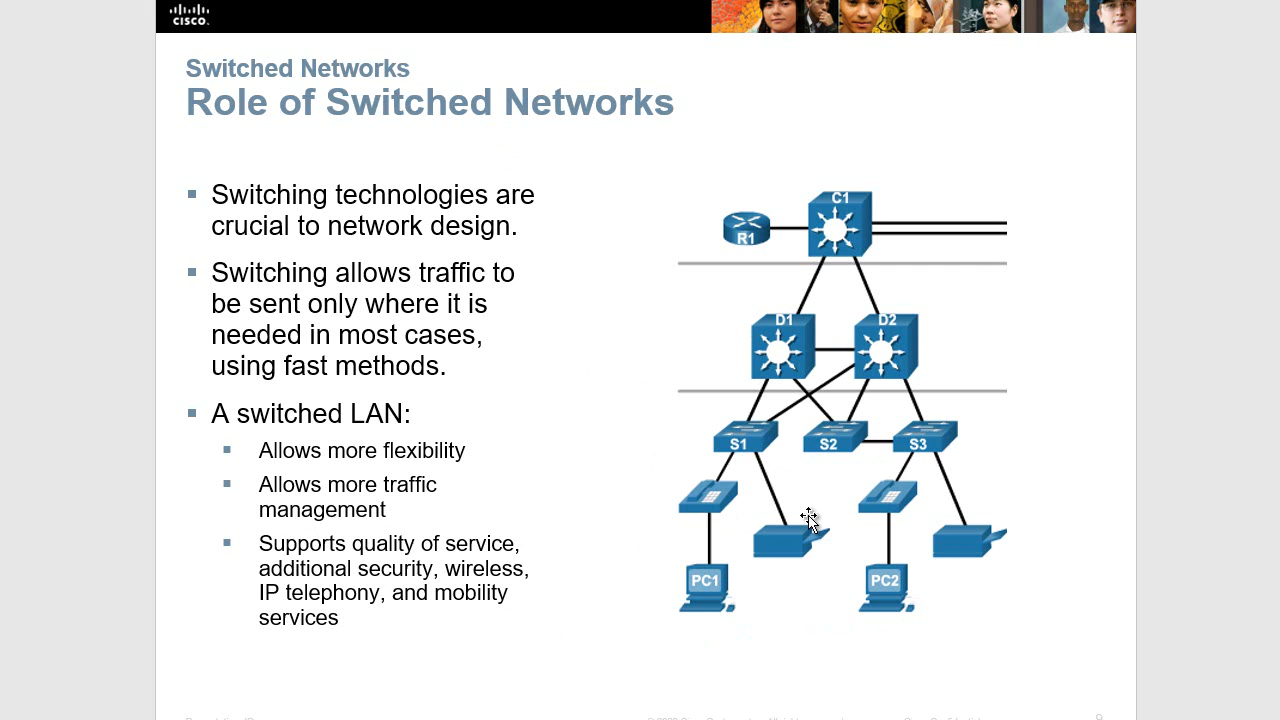 CISCO.
Switched Networks
Role of Switched Networks
Switching technologies are
crucial to network design.
Switching allows traffic to
be sent only where it is
needed in most cases,
using fast methods.
A switched LAN:
Allows more flexibility
Allows more traffic
management
Supports quality of service,
additional security, wireless,
IP telephony, and mobility
services
C1
R1
D1
D2
S1
S2
S3
PC1
PC2